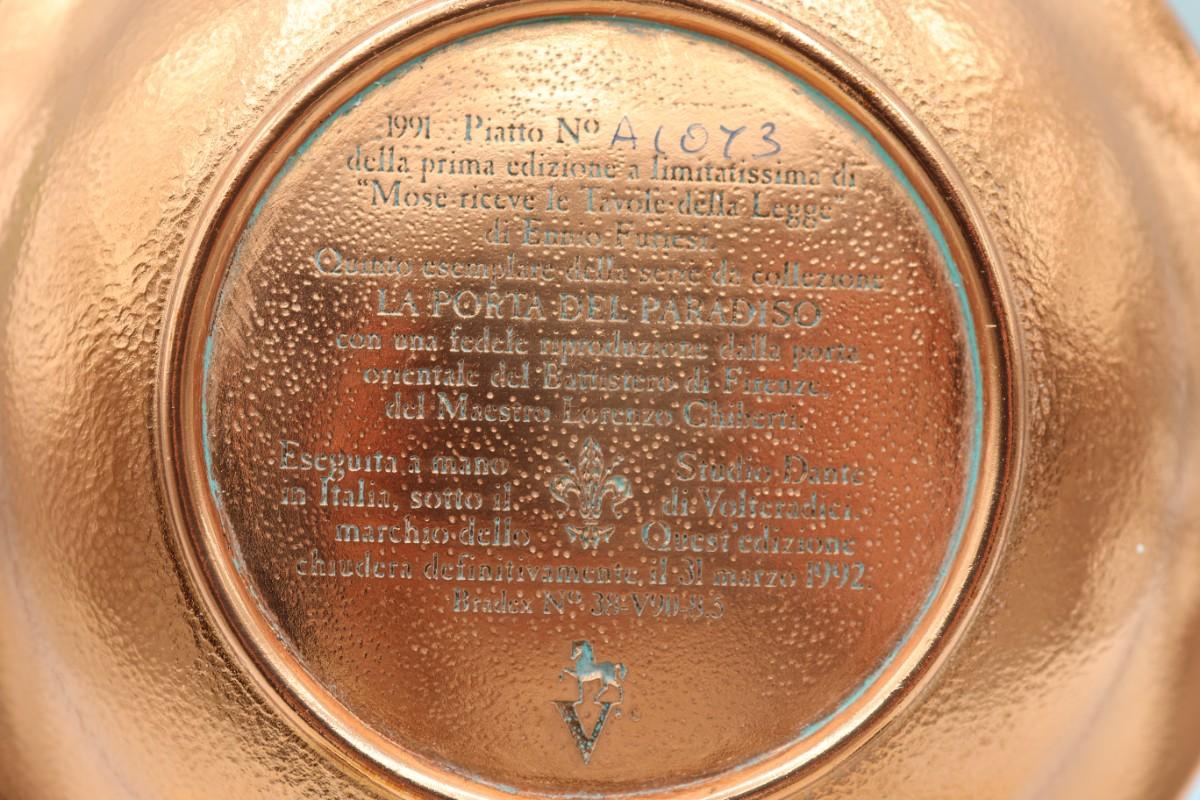 1991 Piatto Nº A1073
della prima edizione a limitatissima di
"Mosè riceve le Tavole della Legge"
di Ennio Furiesi.
Quinto esemplare della serie da collezione
LA PORTA DEL PARADISO
con una fedele riproduzione dalla porta
orientale del Battistero di Firenze,
del Maestro Lorenzo Ghiberti.
Eseguita a mano Studio Dante
in Italia, sotto il di Volteradici.
marchio dello Quest'edizione
chiuderà definitivamente il 31 marzo 1992.
Bradex Nº 38-V90-8.5
V